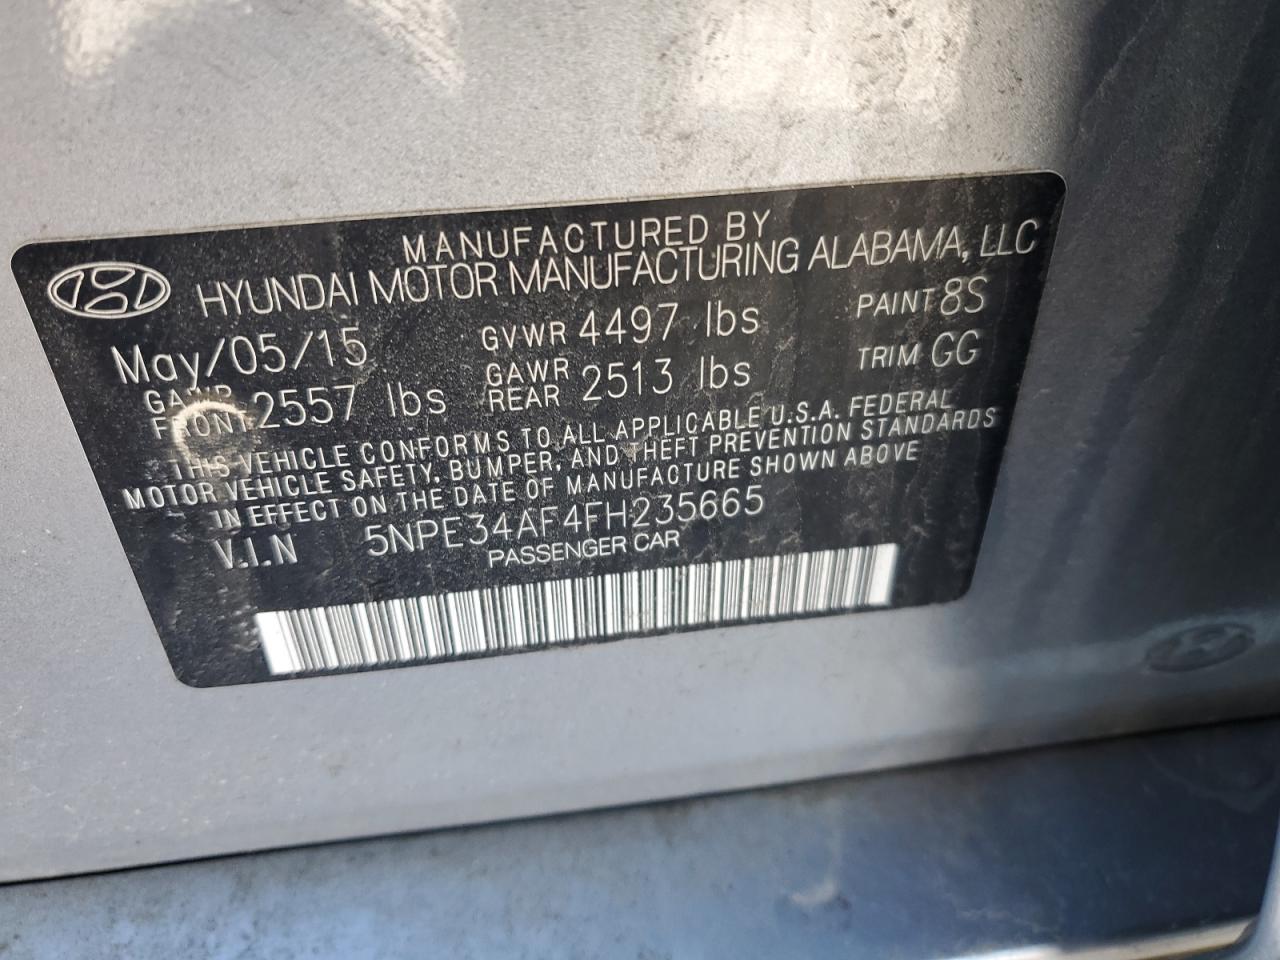 MANUFACTURED BY
HYUNDAI MOTOR MANUFACTURING ALABAMA, LLC
May/05/15 GVWR 4497 lbs PAINT 8S
GAWR FRONT 2557 lbs GAWR REAR 2513 lbs TRIM GG
THIS VEHICLE CONFORMS TO ALL APPLICABLE U.S.A. FEDERAL
MOTOR VEHICLE SAFETY, BUMPER, AND THEFT PREVENTION STANDARDS
IN EFFECT ON THE DATE OF MANUFACTURE SHOWN ABOVE
V.I.N 5NPE34AF4FH235665
PASSENGER CAR